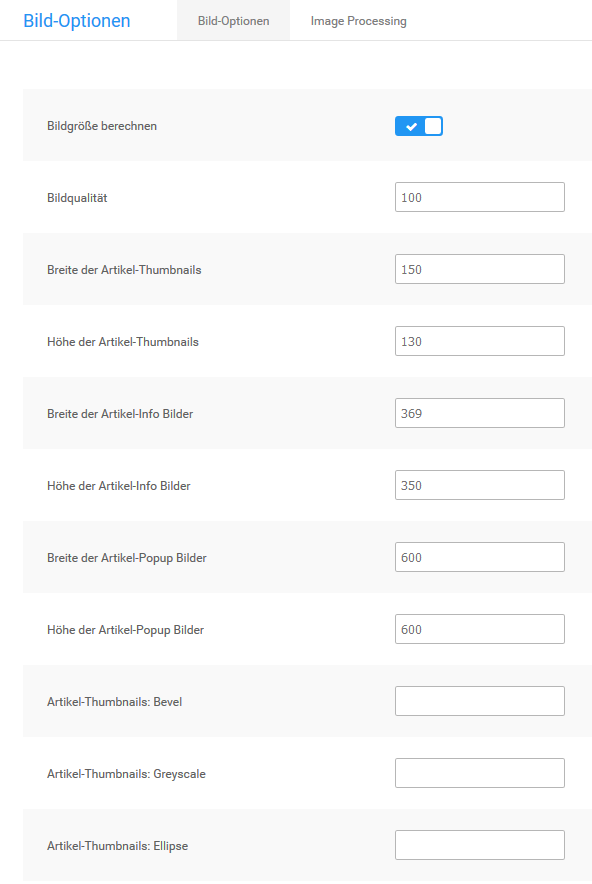 Bild-Optionen Bild-Optionen Image Processing
Bildgröße berechnen
Bildqualität 100
Breite der Artikel-Thumbnails 150
Höhe der Artikel-Thumbnails 130
Breite der Artikel-Info Bilder 369
Höhe der Artikel-Info Bilder 350
Breite der Artikel-Popup Bilder 600
Höhe der Artikel-Popup Bilder 600
Artikel-Thumbnails: Bevel
Artikel-Thumbnails: Greyscale
Artikel-Thumbnails: Ellipse